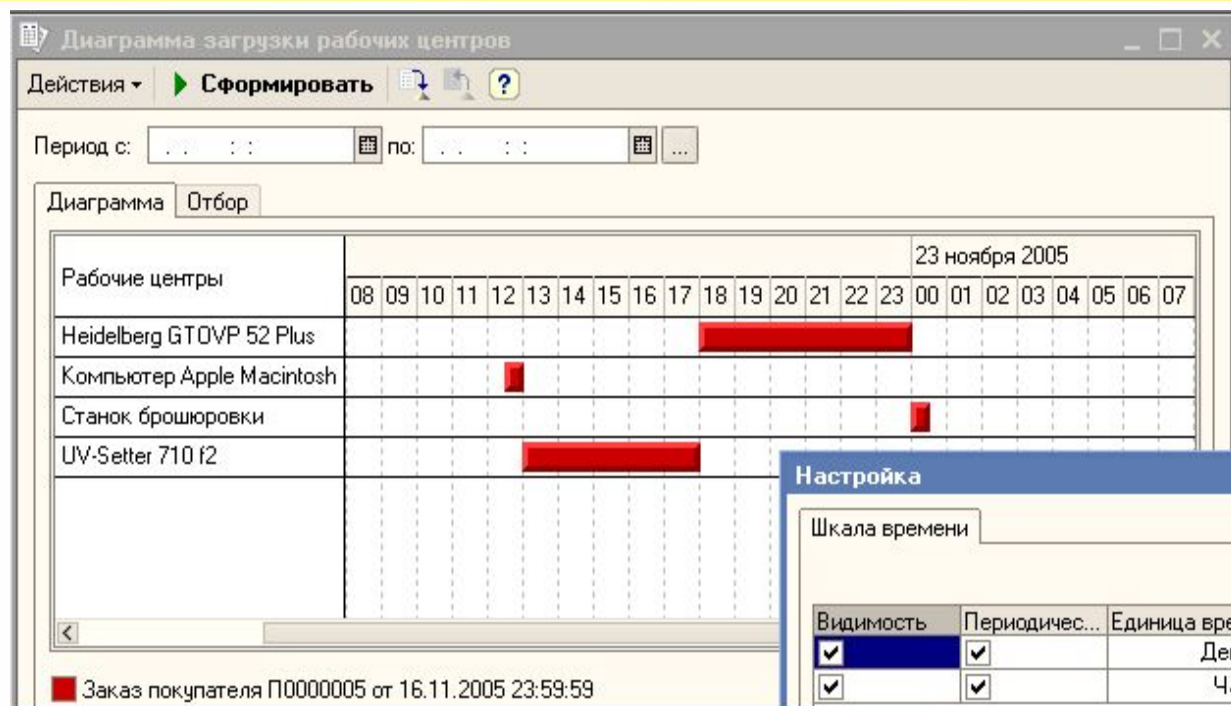 Диаграмма загрузки рабочих центров
Действия Сформировать ?
Период с: . . : : по: . . : : ...
Диаграмма Отбор
Рабочие центры
23 ноября 2005
08 09 10 11 12 13 14 15 16 17 18 19 20 21 22 23 00 01 02 03 04 05 06 07
Heidelberg GTOVP 52 Plus
Компьютер Apple Macintosh
Станок брошюровки
UV-Setter 710 f2
Настройка
Шкала времени
Видимость Периодичес... Единица вре
Де
Ч
Заказ покупателя П0000005 от 16.11.2005 23:59:59